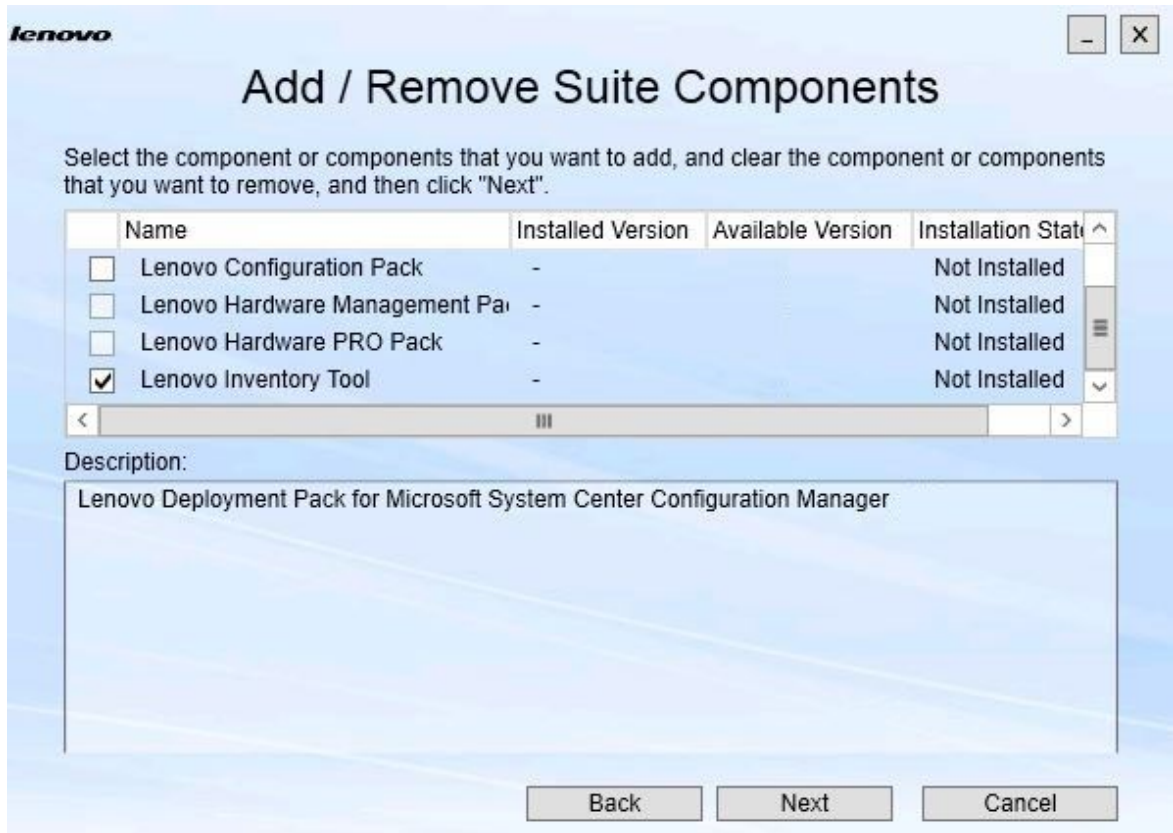 lenovo
Add / Remove Suite Components
Select the component or components that you want to add, and clear the component or components
that you want to remove, and then click "Next".
Name Installed Version Available Version Installation State
Lenovo Configuration Pack - Not Installed
Lenovo Hardware Management Pa - Not Installed
Lenovo Hardware PRO Pack - Not Installed
Lenovo Inventory Tool - Not Installed
Description:
Lenovo Deployment Pack for Microsoft System Center Configuration Manager
Back Next Cancel